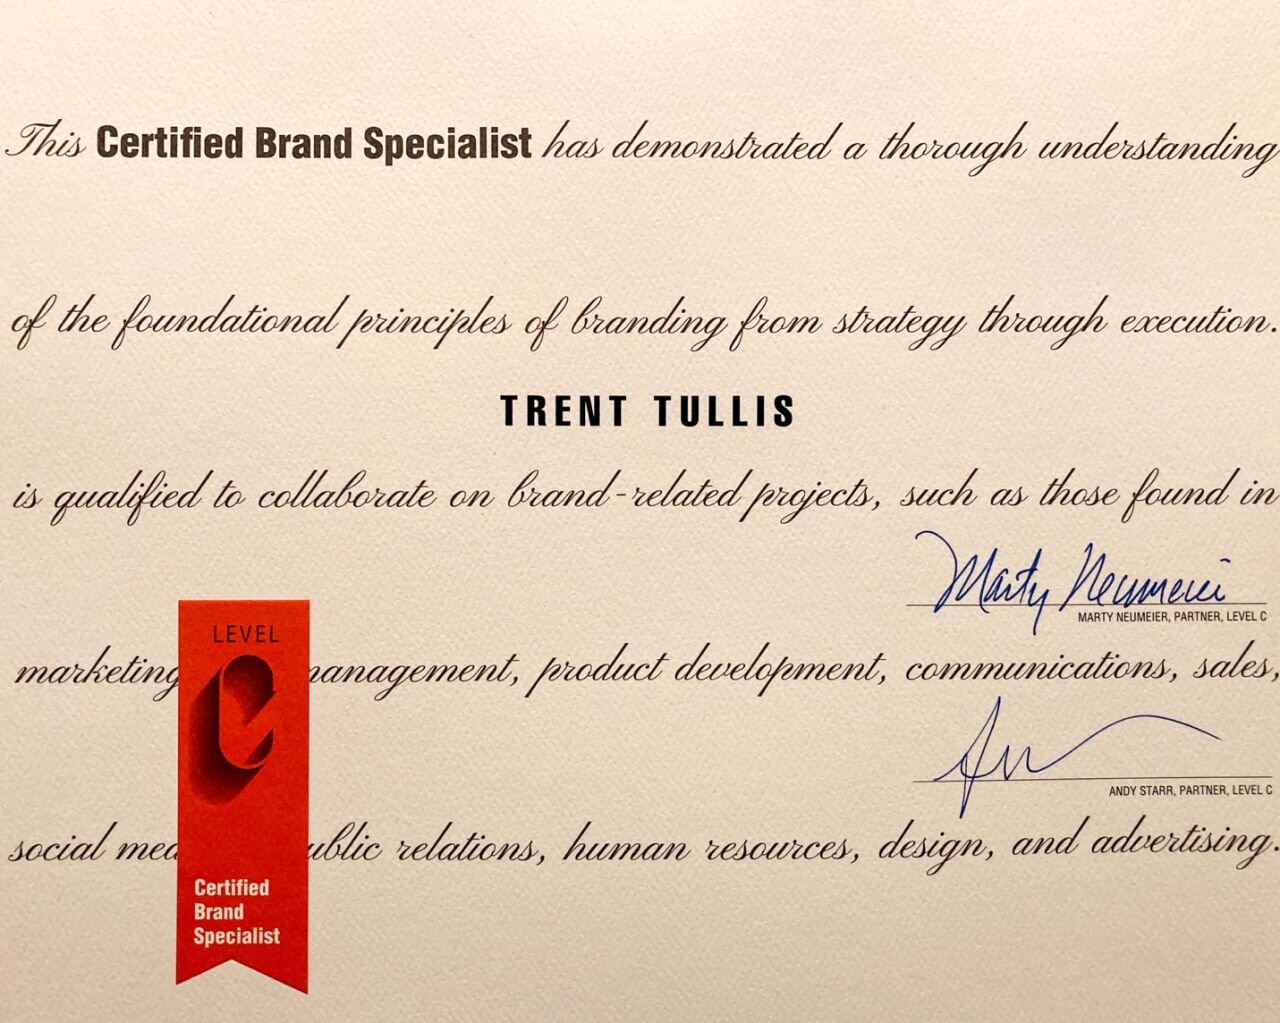 This Certified Brand Specialist has demonstrated a thorough understanding
of the foundational principles of branding from strategy through execution.
TRENT TULLIS
is qualified to collaborate on brand-related projects, such as those found in
Marty Neumeier
MARTY NEUMEIER, PARTNER, LEVEL C
marketing management, product development, communications, sales,
ANDY STARR, PARTNER, LEVEL C
social public relations, human resources, design, and advertising.
LEVEL
C
Certified
Brand
Specialist